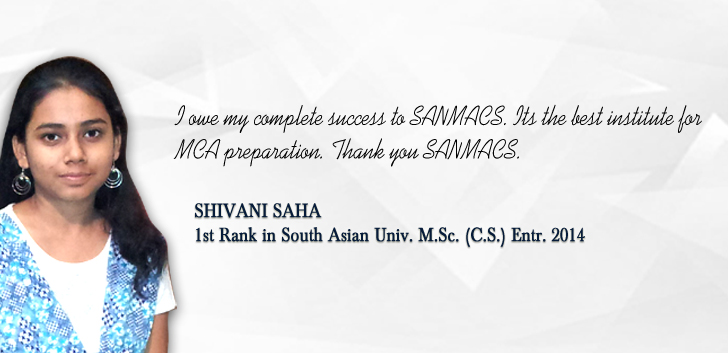 I owe my complete success to SANMACS. Its the best institute for
MCA preparation. Thank you SANMACS.
SHIVANI SAHA
1st Rank in South Asian Univ. M.Sc. (C.S.) Entr. 2014